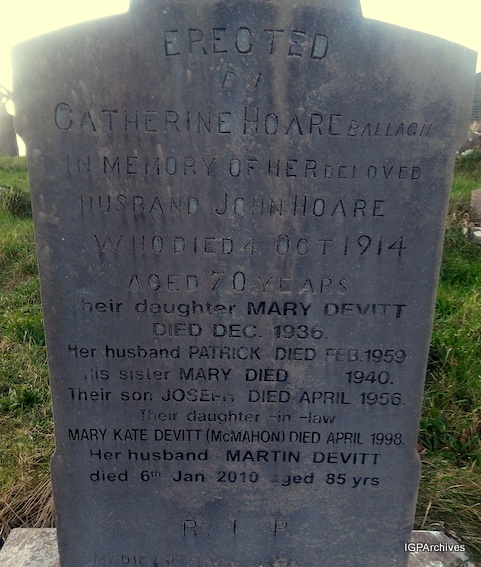 ERECTED
BY
CATHERINE HOARE BALLAGH
IN MEMORY OF HER BELOVED
HUSBAND JOHN HOARE
WHO DIED 4 OCT 1914
AGED 70 YEARS
Their daughter MARY DEVITT
DIED DEC. 1936.
Her husband PATRICK DIED FEB.1959
His sister MARY DIED 1940.
Their son JOSEPH DIED APRIL 1956.
Their daughter -in -law
MARY KATE DEVITT (McMAHON) DIED APRIL 1998.
Her husband MARTIN DEVITT
died 6th Jan 2010 aged 85 yrs
R I P
IGPArchives